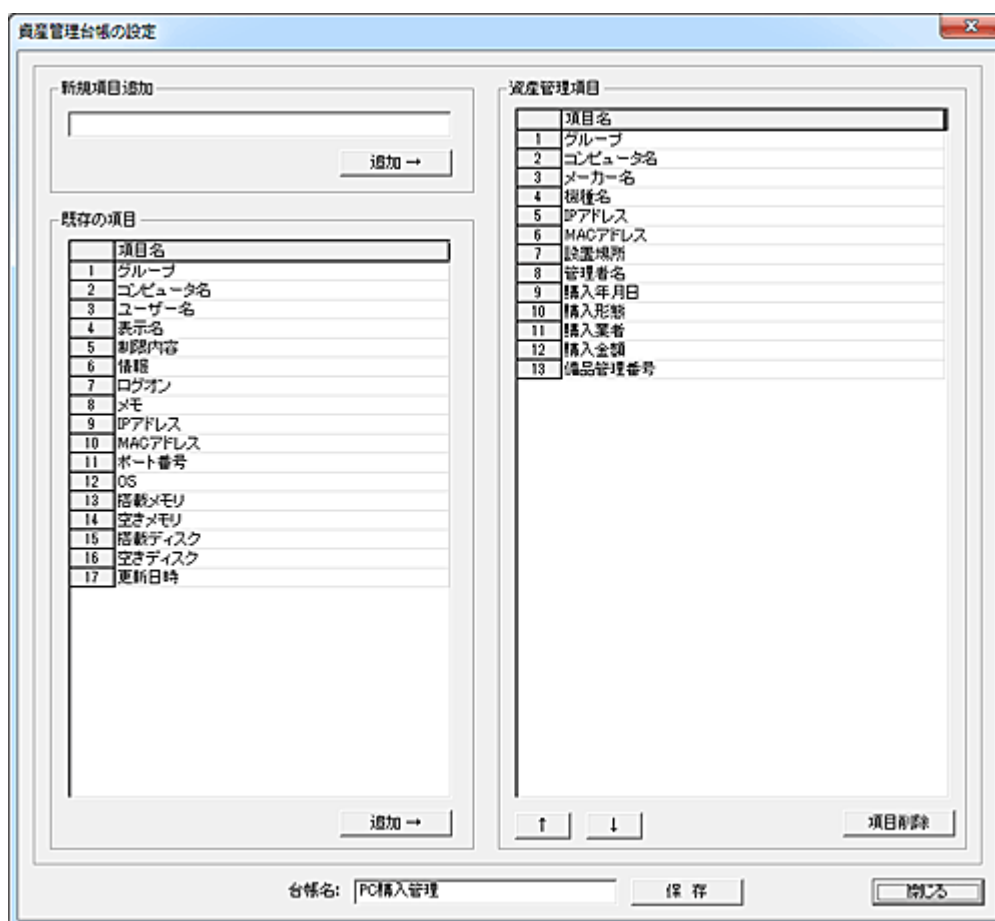 資産管理台帳の設定
新規項目追加
追加→
既存の項目
項目名
1 グループ
2 コンピュータ名
3 ユーザー名
4 表示名
5 制限内容
6 情報
7 ログオン
8 メモ
9 IPアドレス
10 MACアドレス
11 ポート番号
12 OS
13 搭載メモリ
14 空きメモリ
15 搭載ディスク
16 空きディスク
17 更新日時
追加→
資産管理項目
項目名
1 グループ
2 コンピュータ名
3 メーカー名
4 機種名
5 IPアドレス
6 MACアドレス
7 設置場所
8 管理者名
9 購入年月日
10 購入形態
11 購入業者
12 購入金額
13 備品管理番号
↑ ↓ 項目削除
台帳名: PC購入管理 保存 閉じる